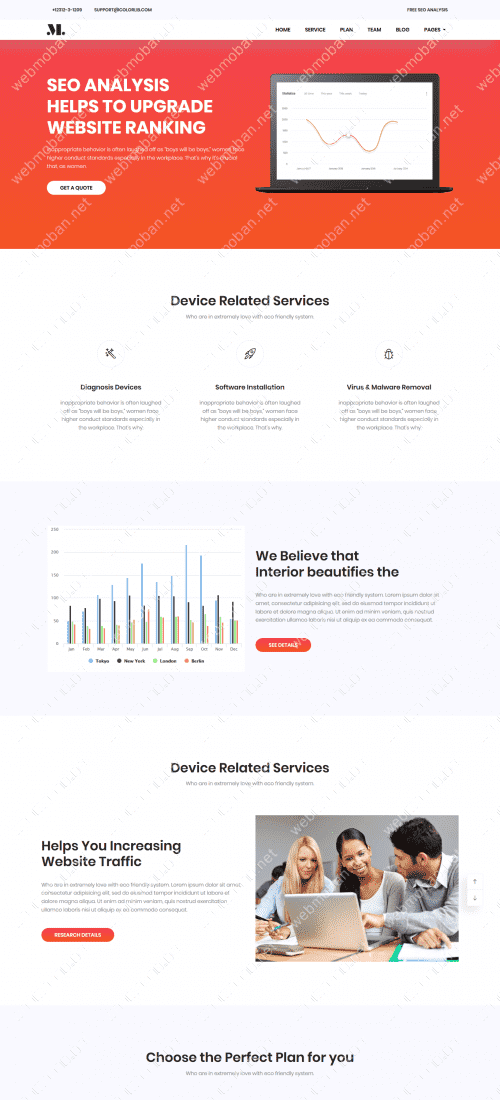 +12312-3-1209 SUPPORT@COLORLIB.COM FREE SEO ANALYSIS
M.
HOME SERVICE PLAN TEAM BLOG PAGES
SEO ANALYSIS
HELPS TO UPGRADE
WEBSITE RANKING
Inappropriate behavior is often laughed off as "boys will be boys," women face
higher conduct standards especially in the workplace. That's why it's crucial
that, as women.
GET A QUOTE
Statistics
webmoban.net
Device Related Services
Who are in extremely love with eco friendly system.
Diagnosis Devices
Inappropriate behavior is often laughed
off as "boys will be boys," women face
higher conduct standards especially in
the workplace. That's why
Software Installation
Inappropriate behavior is often laughed
off as "boys will be boys," women face
higher conduct standards especially in
the workplace. That's why
Virus & Malware Removal
Inappropriate behavior is often laughed
off as "boys will be boys," women face
higher conduct standards especially in
the workplace. That's why
250
200
150
100
50
0
Jan Feb Mar Apr May Jun Jul Aug Sep Oct Nov Dec
Tokyo New York London Berlin
We Believe that
Interior beautifies the
Who are in extremely love with eco friendly system. Lorem ipsum dolor sit
amet, consectetur adipisicing elit, sed do eiusmod tempor incididunt ut
labore et dolore magna aliqua. Ut enim ad minim veniam, quis nostrud
exercitation ullamco laboris nisi ut aliquip ex ea commodo consequat.
SEE DETAILS
Device Related Services
Who are in extremely love with eco friendly system.
Helps You Increasing
Website Traffic
Who are in extremely love with eco friendly system. Lorem ipsum dolor sit amet,
consectetur adipisicing elit, sed do eiusmod tempor incididunt ut labore et dolore
magna aliqua. Ut enim ad minim veniam, quis nostrud exercitation ullamco
laboris nisi ut aliquip ex ea commodo consequat.
RESEARCH DETAILS
Choose the Perfect Plan for you
Who are in extremely love with eco friendly system.